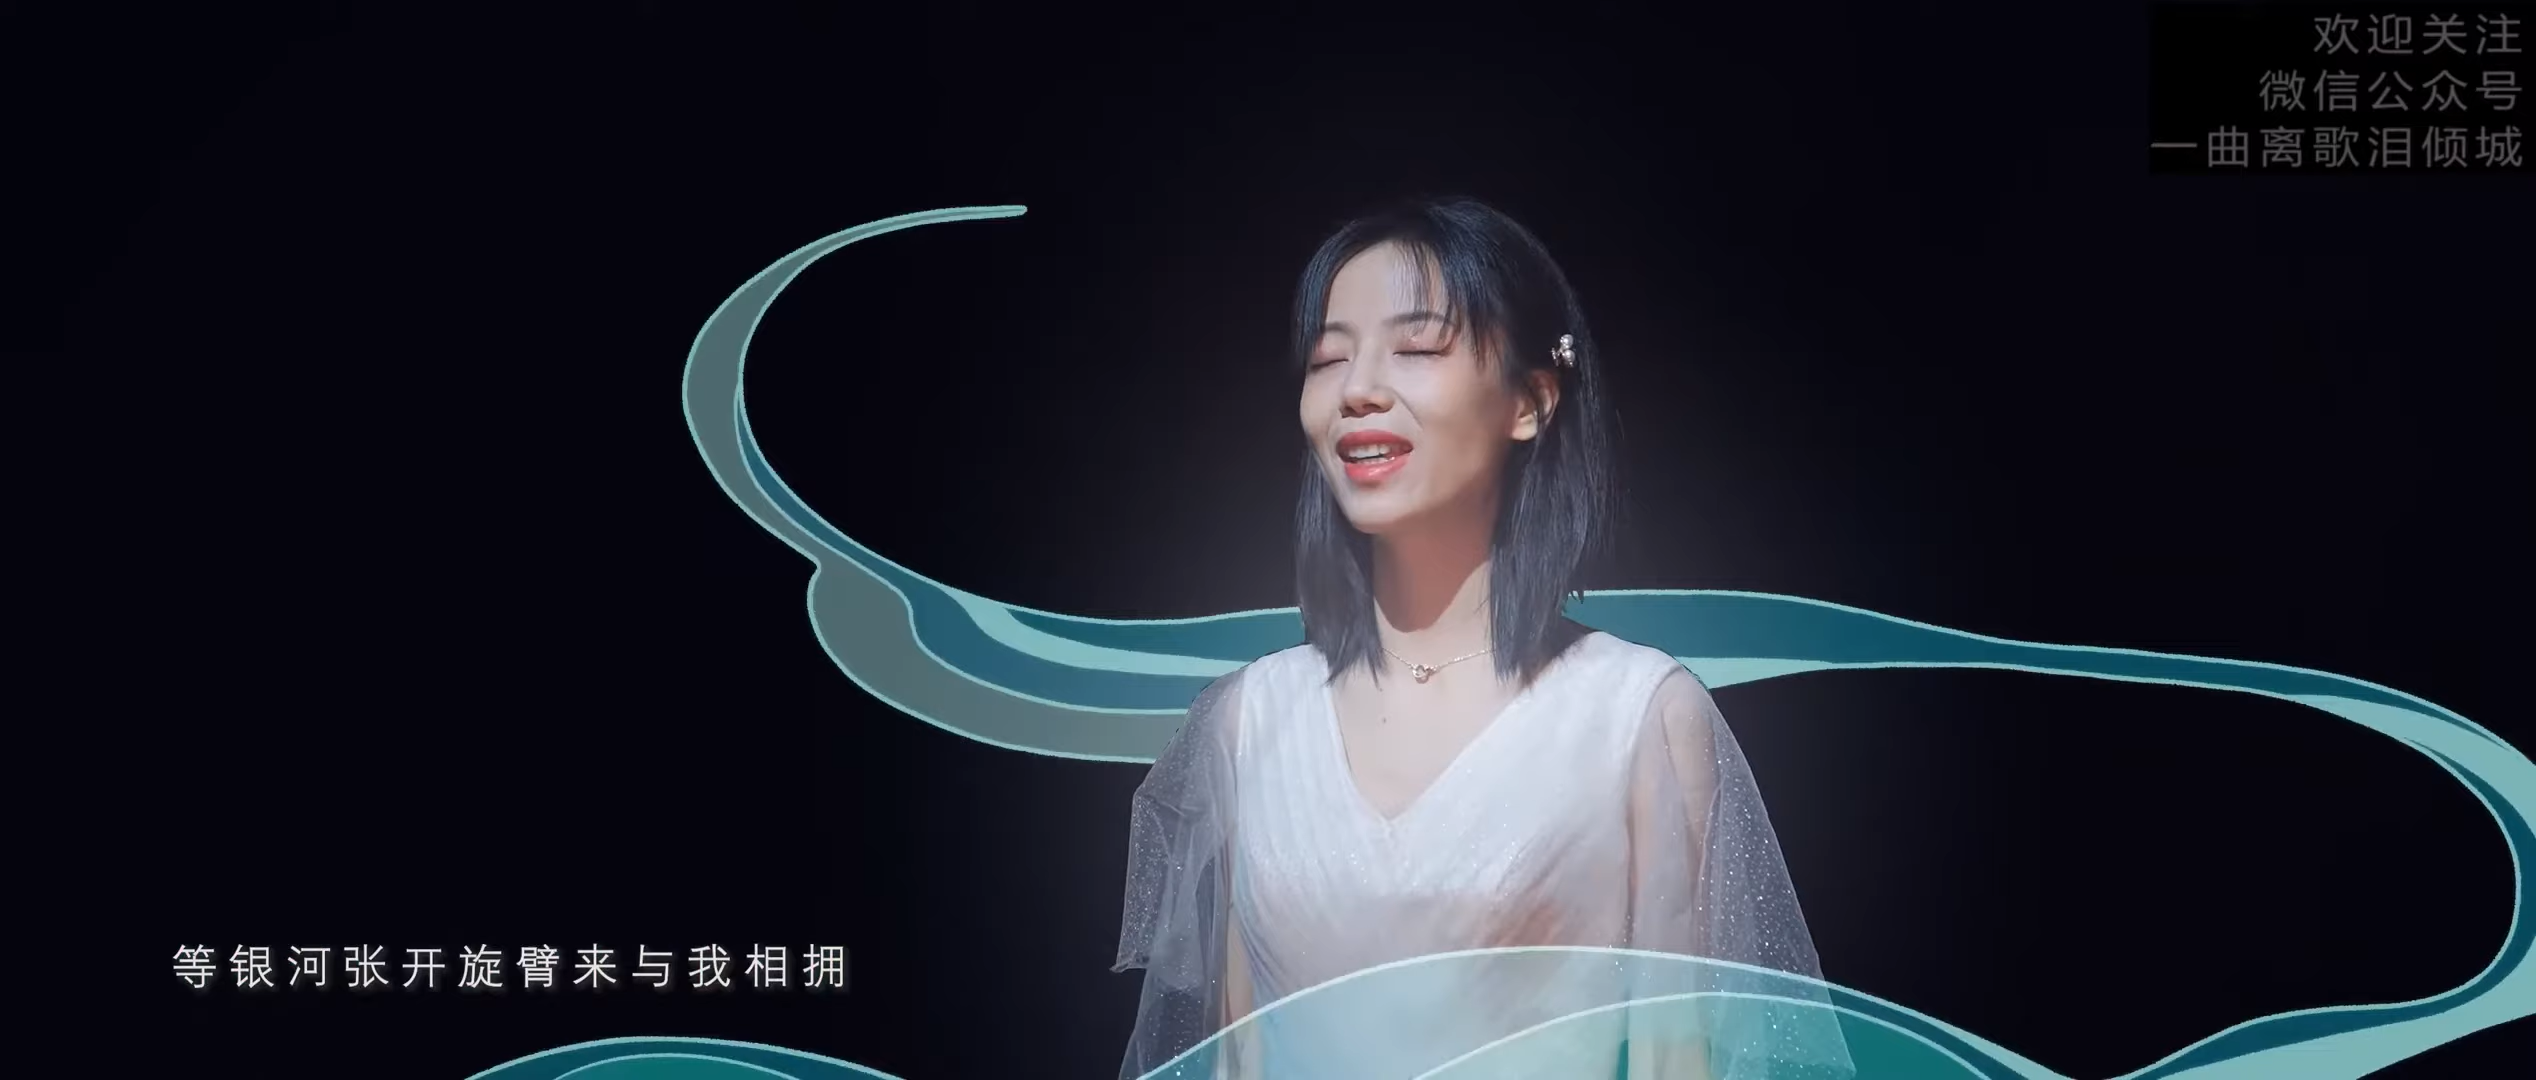 欢迎关注
微信公众号
一曲离歌泪倾城
等银河张开旋臂来与我相拥